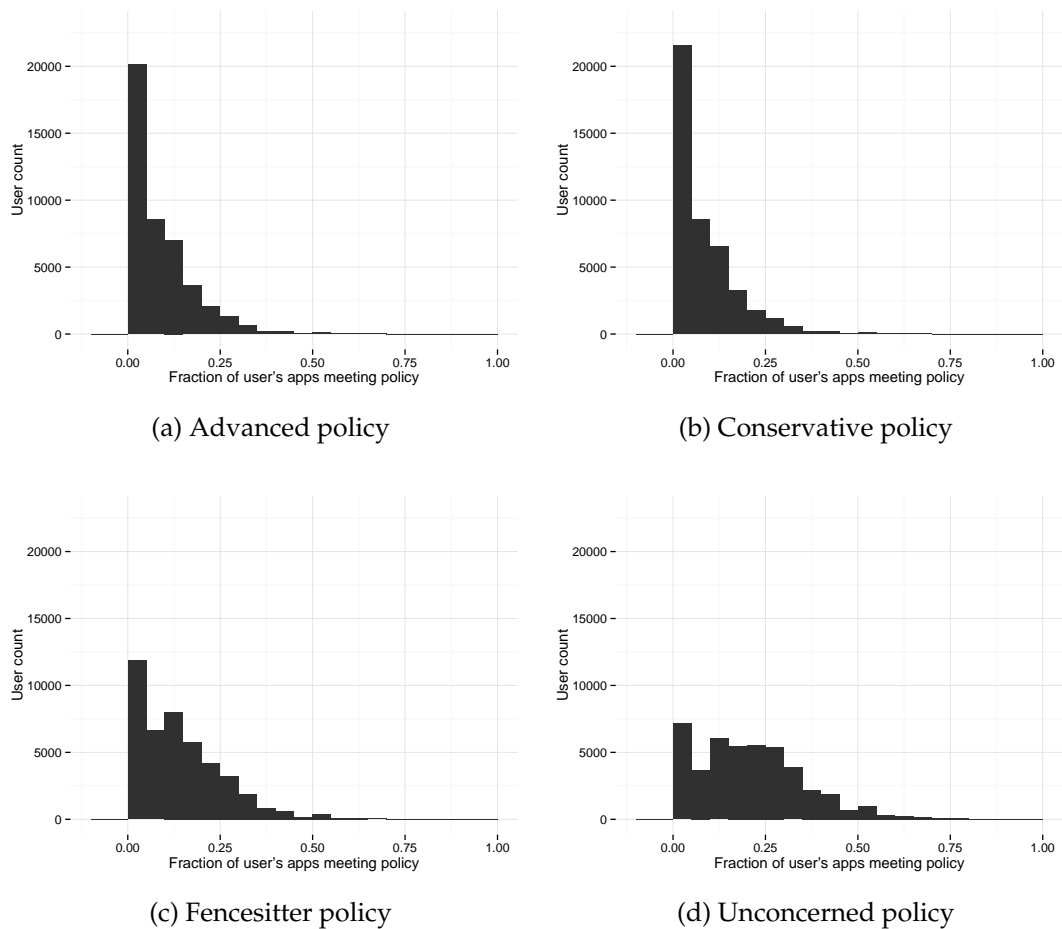 20000
15000
10000
5000
0
User count
0.00 0.25 0.50 0.75 1.00
Fraction of user's apps meeting policy
(a) Advanced policy
20000
15000
10000
5000
0
User count
0.00 0.25 0.50 0.75 1.00
Fraction of user's apps meeting policy
(b) Conservative policy
20000
15000
10000
5000
0
User count
0.00 0.25 0.50 0.75 1.00
Fraction of user's apps meeting policy
(c) Fencesitter policy
20000
15000
10000
5000
0
User count
0.00 0.25 0.50 0.75 1.00
Fraction of user's apps meeting policy
(d) Unconcerned policy